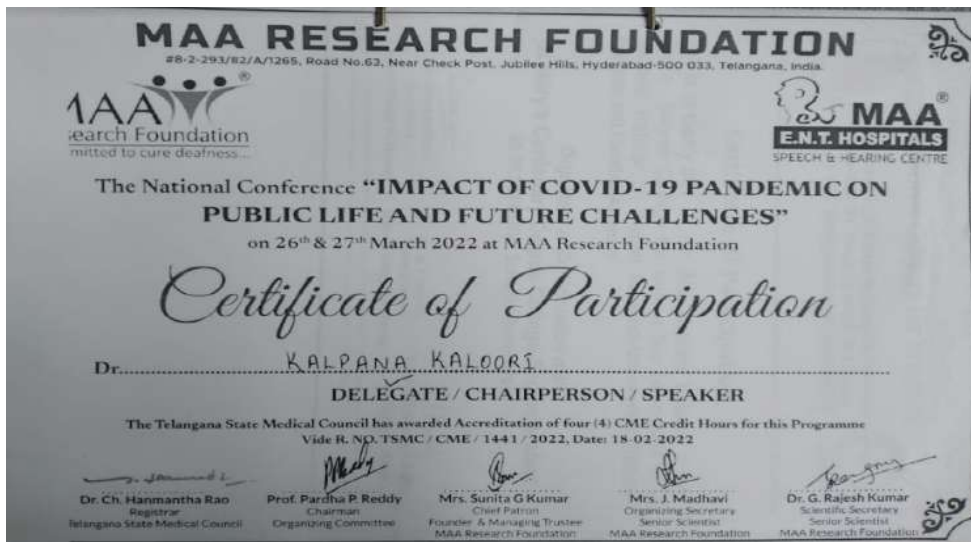 MAA RESEARCH FOUNDATION
#8-2-293/82/A/1265, Road No.63, Near Check Post, Jubilee Hills, Hyderabad-500 033, Telangana, India.
MAA ®
search Foundation
mitted to cure deafness...
® MAA
E.N.T. HOSPITALS
SPEECH & HEARING CENTRE
The National Conference “IMPACT OF COVID-19 PANDEMIC ON
PUBLIC LIFE AND FUTURE CHALLENGES”
on 26th & 27th March 2022 at MAA Research Foundation
Certificate of Participation
Dr. KALPANA KALOORI
DELEGATE / CHAIRPERSON / SPEAKER
The Telangana State Medical Council has awarded Accreditation of four (4) CME Credit Hours for this Programme
Vide R. NO. TSMC / CME / 1441 / 2022, Date: 18-02-2022
Dr. Ch. Hanmantha Rao
Registrar
Telangana State Medical Council
Prof. Pardha P. Reddy
Chairman
Organizing Committee
Mrs. Sunita G Kumar
Chief Patron
Founder & Managing Trustee
MAA Research Foundation
Mrs. J. Madhavi
Organizing Secretary
Senior Scientist
MAA Research Foundation
Dr. G. Rajesh Kumar
Scientific Secretary
Senior Scientist
MAA Research Foundation